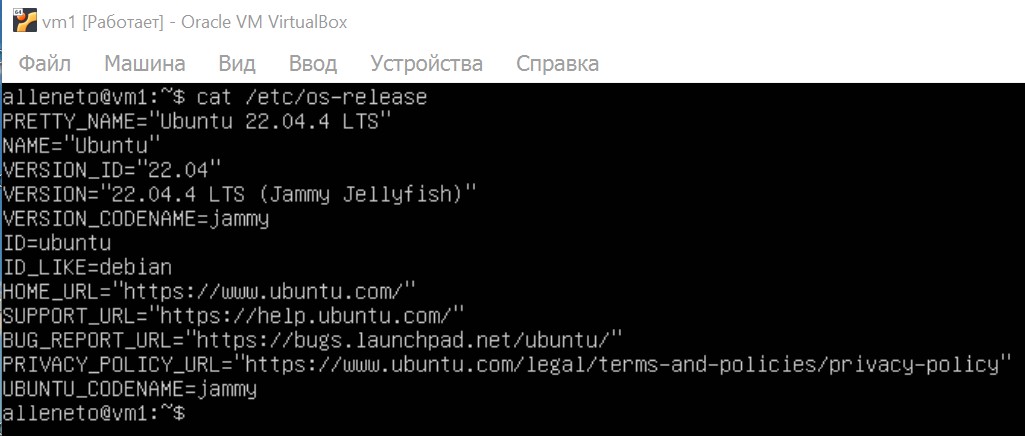 vm1 [Работает] - Oracle VM VirtualBox
Файл Машина Вид Ввод Устройства Справка
alleneto@vm1:~$ cat /etc/os-release
PRETTY_NAME="Ubuntu 22.04.4 LTS"
NAME="Ubuntu"
VERSION_ID="22.04"
VERSION="22.04.4 LTS (Jammy Jellyfish)"
VERSION_CODENAME=jammy
ID=ubuntu
ID_LIKE=debian
HOME_URL="https://www.ubuntu.com/"
SUPPORT_URL="https://help.ubuntu.com/"
BUG_REPORT_URL="https://bugs.launchpad.net/ubuntu/"
PRIVACY_POLICY_URL="https://www.ubuntu.com/legal/terms-and-policies/privacy-policy"
UBUNTU_CODENAME=jammy
alleneto@vm1:~$